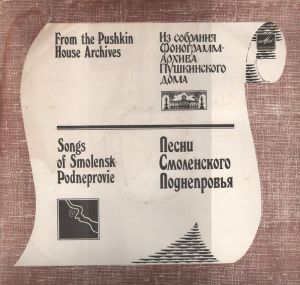 From the Pushkin
House Archives
Из собрания
Фонограмм-
архива
Пушкинского
дома
Songs
of Smolensk
Podneprovie
Песни
Смоленского
Поднепровья